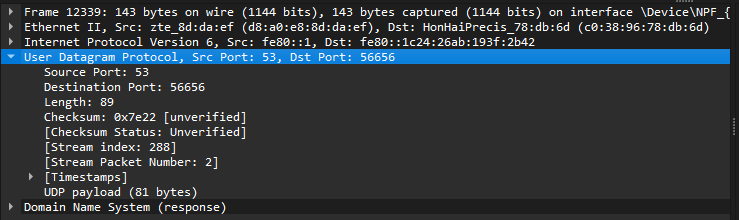 Frame 12339: 143 bytes on wire (1144 bits), 143 bytes captured (1144 bits) on interface \Device\NPF_{
Ethernet II, Src: zte_8d:da:ef (d8:a0:e8:8d:da:ef), Dst: HonHaiPrecis_78:db:6d (c0:38:96:78:db:6d)
Internet Protocol Version 6, Src: fe80::1, Dst: fe80::1c24:26ab:193f:2b42
User Datagram Protocol, Src Port: 53, Dst Port: 56656
Source Port: 53
Destination Port: 56656
Length: 89
Checksum: 0x7e22 [unverified]
[Checksum Status: Unverified]
[Stream index: 288]
[Stream Packet Number: 2]
[Timestamps]
UDP payload (81 bytes)
Domain Name System (response)